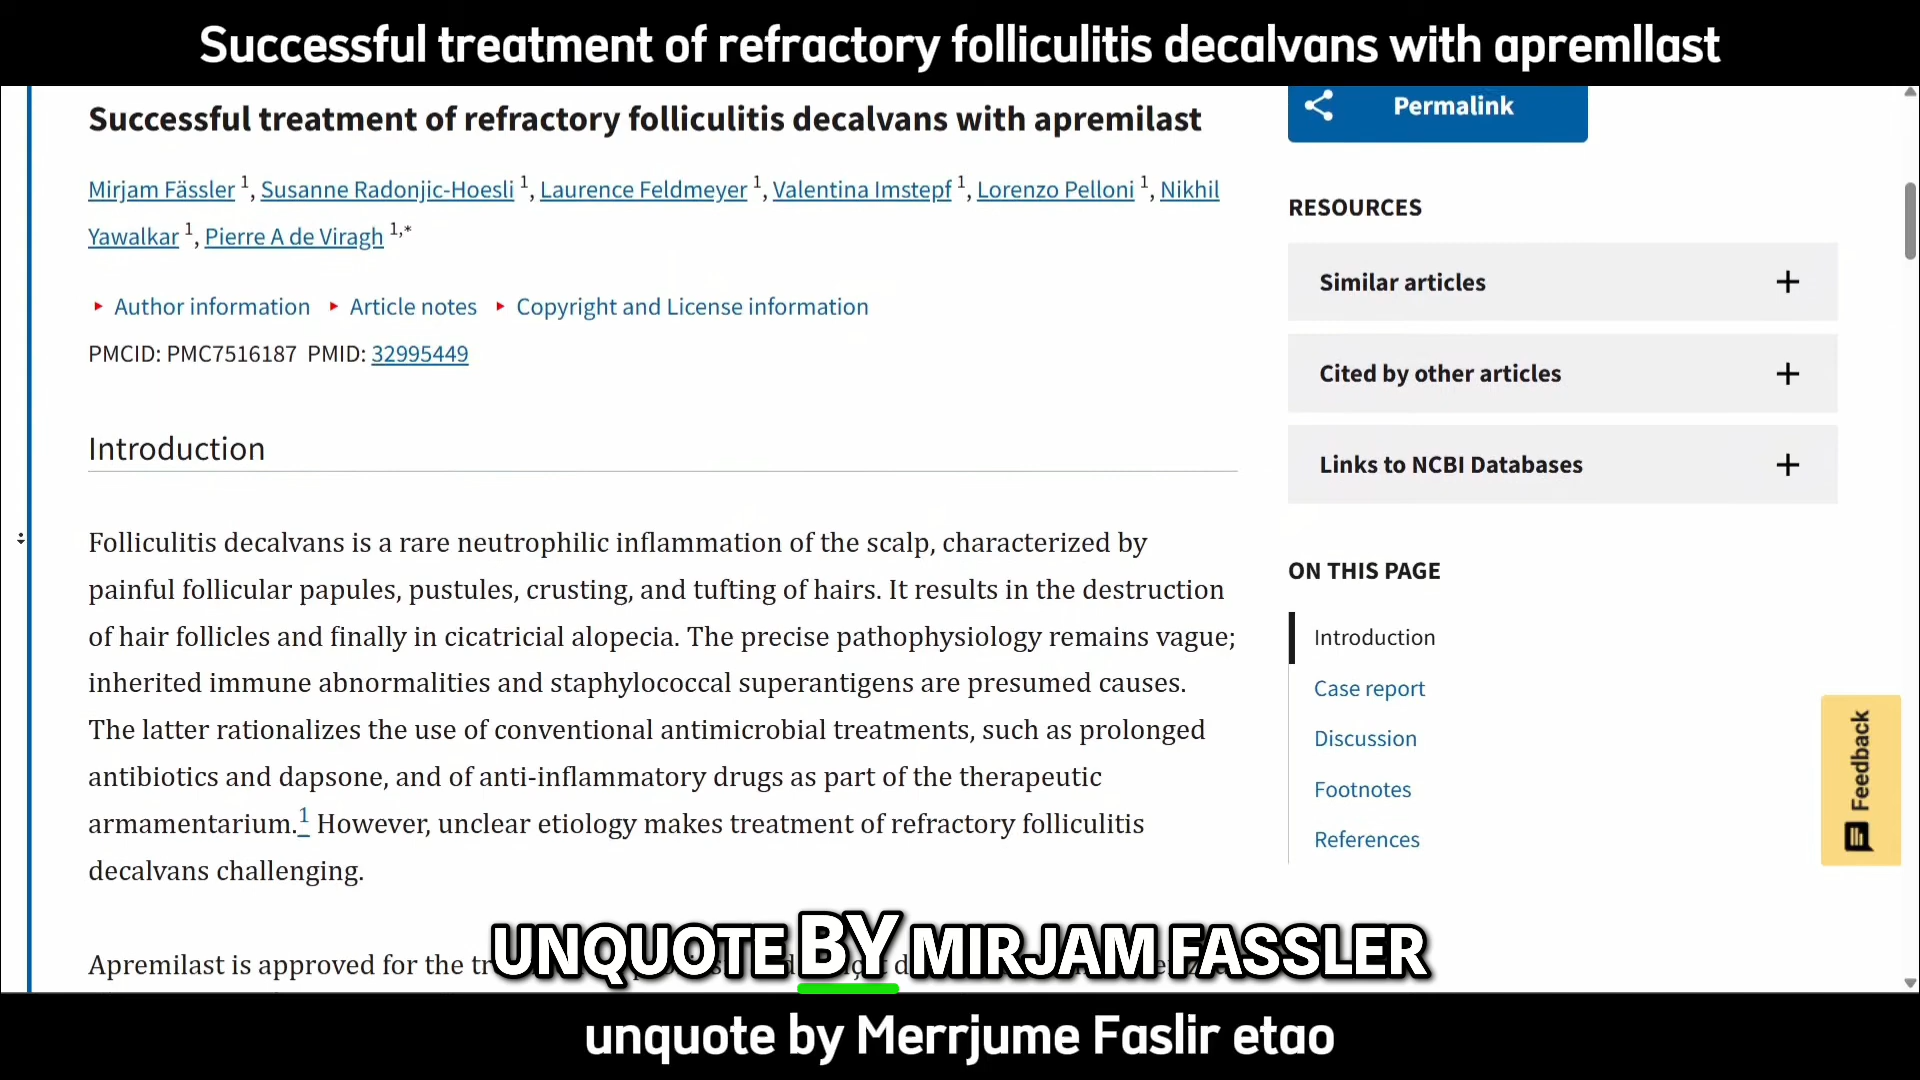 Successful treatment of refractory folliculitis decalvans with apremllast
Successful treatment of refractory folliculitis decalvans with apremilast
Permalink
Mirjam Fässler 1, Susanne Radonjic-Hoesli 1, Laurence Feldmeyer 1, Valentina Imstepf 1, Lorenzo Pelloni 1, Nikhil
Yawalkar 1, Pierre A de Viragh 1,*
Author information Article notes Copyright and License information
PMCID: PMC7516187 PMID: 32995449
Introduction
Folliculitis decalvans is a rare neutrophilic inflammation of the scalp, characterized by
painful follicular papules, pustules, crusting, and tufting of hairs. It results in the destruction
of hair follicles and finally in cicatricial alopecia. The precise pathophysiology remains vague;
inherited immune abnormalities and staphylococcal superantigens are presumed causes.
The latter rationalizes the use of conventional antimicrobial treatments, such as prolonged
antibiotics and dapsone, and of anti-inflammatory drugs as part of the therapeutic
armamentarium.1 However, unclear etiology makes treatment of refractory folliculitis
decalvans challenging.
Apremilast is approved for the
RESOURCES
Similar articles
Cited by other articles
Links to NCBI Databases
ON THIS PAGE
Introduction
Case report
Discussion
Footnotes
References
Feedback
UNQUOTE BY MIRJAM FASSLER
unquote by Merrjume Faslir etao